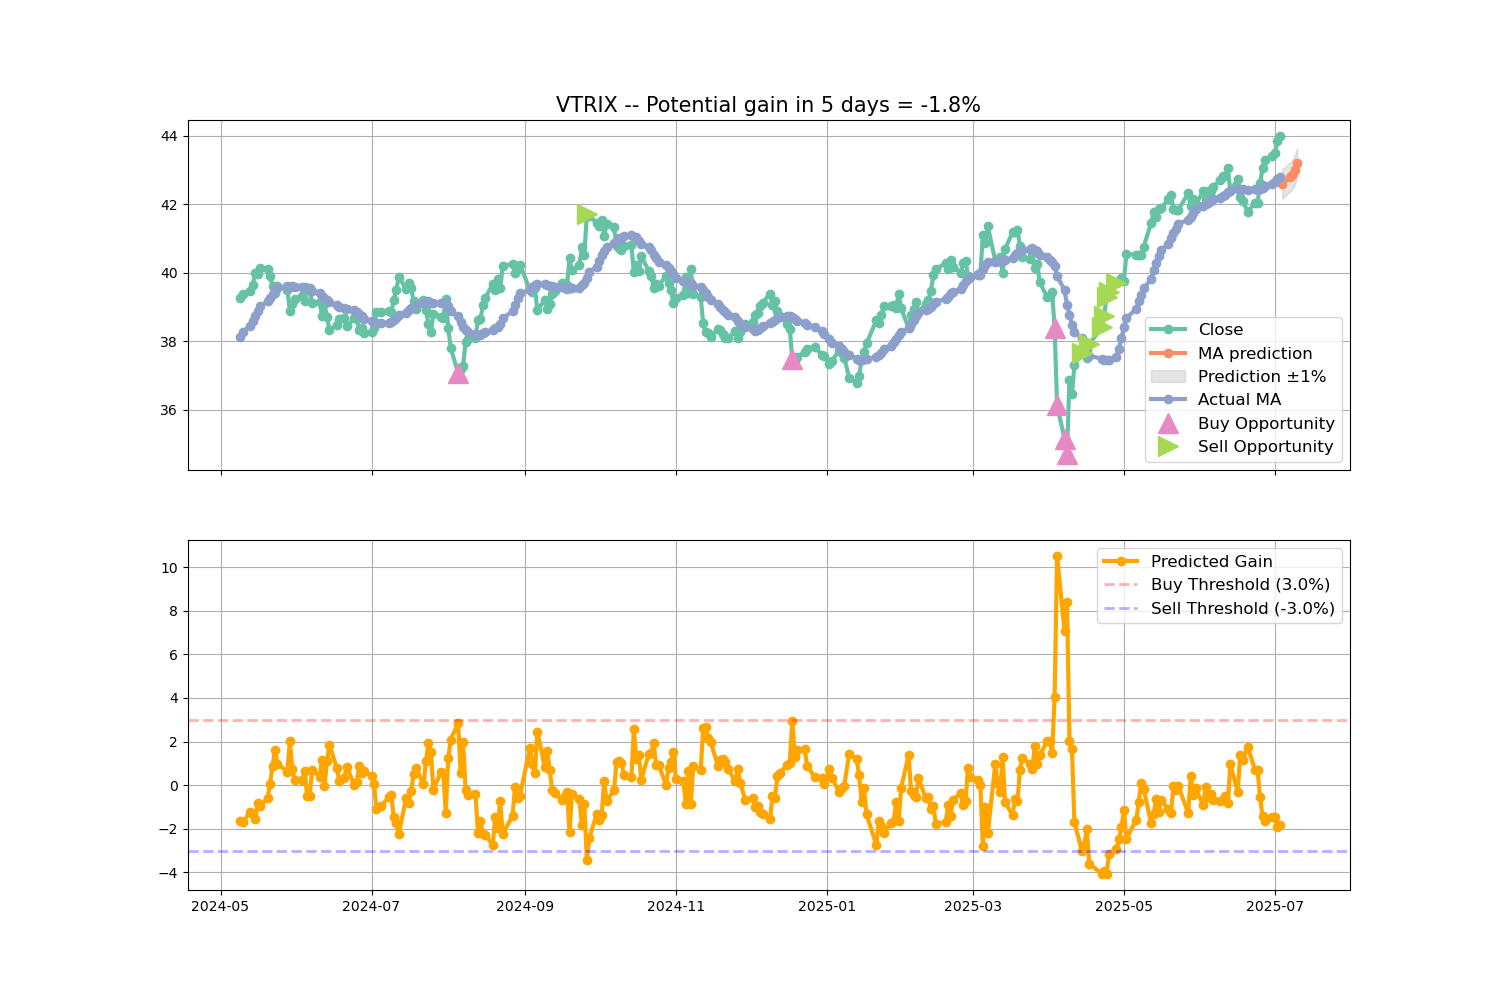 VTRIX -- Potential gain in 5 days = -1.8%
44
42
40
38
36
Close
MA prediction
Prediction ±1%
Actual MA
Buy Opportunity
Sell Opportunity
10
8
6
4
2
0
−2
−4
Predicted Gain
Buy Threshold (3.0%)
Sell Threshold (-3.0%)
2024-05 2024-07 2024-09 2024-11 2025-01 2025-03 2025-05 2025-07